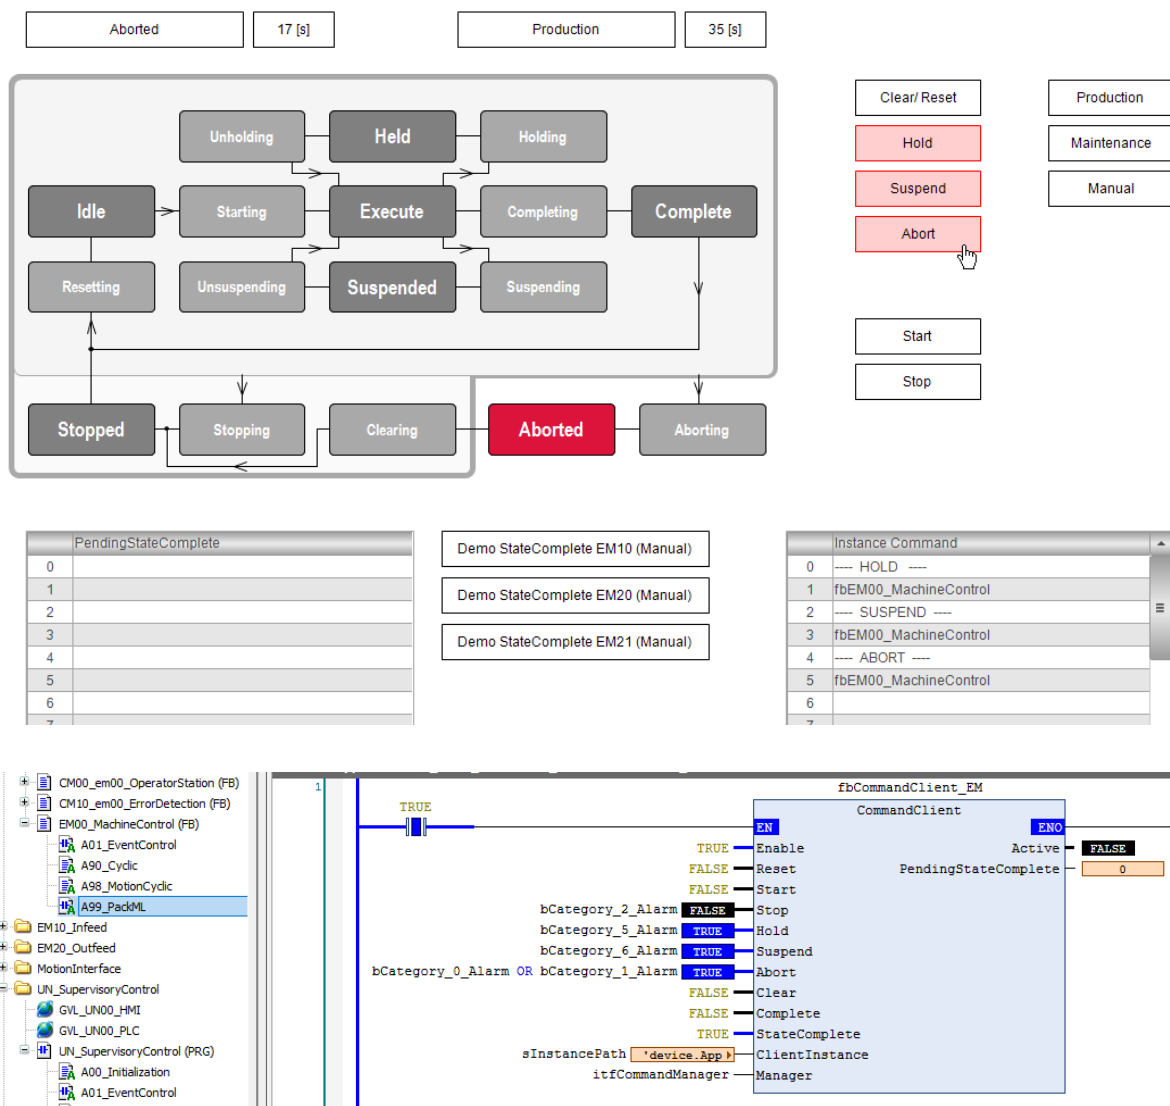 Aborted 17 [s] Production 35 [s]
Clear/ Reset Production
Hold Maintenance
Suspend Manual
Abort
Start
Stop
Unholding Held Holding
Idle Starting Execute Completing Complete
Resetting Unsuspending Suspended Suspending
Stopped Stopping Clearing Aborted Aborting
PendingStateComplete
0
1
2
3
4
5
6
Demo StateComplete EM10 (Manual)
Demo StateComplete EM20 (Manual)
Demo StateComplete EM21 (Manual)
Instance Command
0 ---- HOLD ----
1 fbEM00_MachineControl
2 ---- SUSPEND ----
3 fbEM00_MachineControl
4 ---- ABORT ----
5 fbEM00_MachineControl
6
CM00_em00_OperatorStation (FB)
CM10_em00_ErrorDetection (FB)
EM00_MachineControl (FB)
A01_EventControl
A90_Cyclic
A98_MotionCyclic
A99_PackML
EM10_Infeed
EM20_Outfeed
MotionInterface
UN_SupervisoryControl
GVL_UN00_HMI
GVL_UN00_PLC
UN_SupervisoryControl (PRG)
A00_Initialization
A01_EventControl
1
fbCommandClient_EM
TRUE CommandClient
EN ENO
TRUE Enable Active FALSE
FALSE Reset PendingStateComplete 0
FALSE Start
bCategory_2_Alarm FALSE Stop
bCategory_5_Alarm TRUE Hold
bCategory_6_Alarm TRUE Suspend
bCategory_0_Alarm OR bCategory_1_Alarm TRUE Abort
FALSE Clear
FALSE Complete
TRUE StateComplete
sInstancePath 'device.App ClientInstance
itfCommandManager Manager